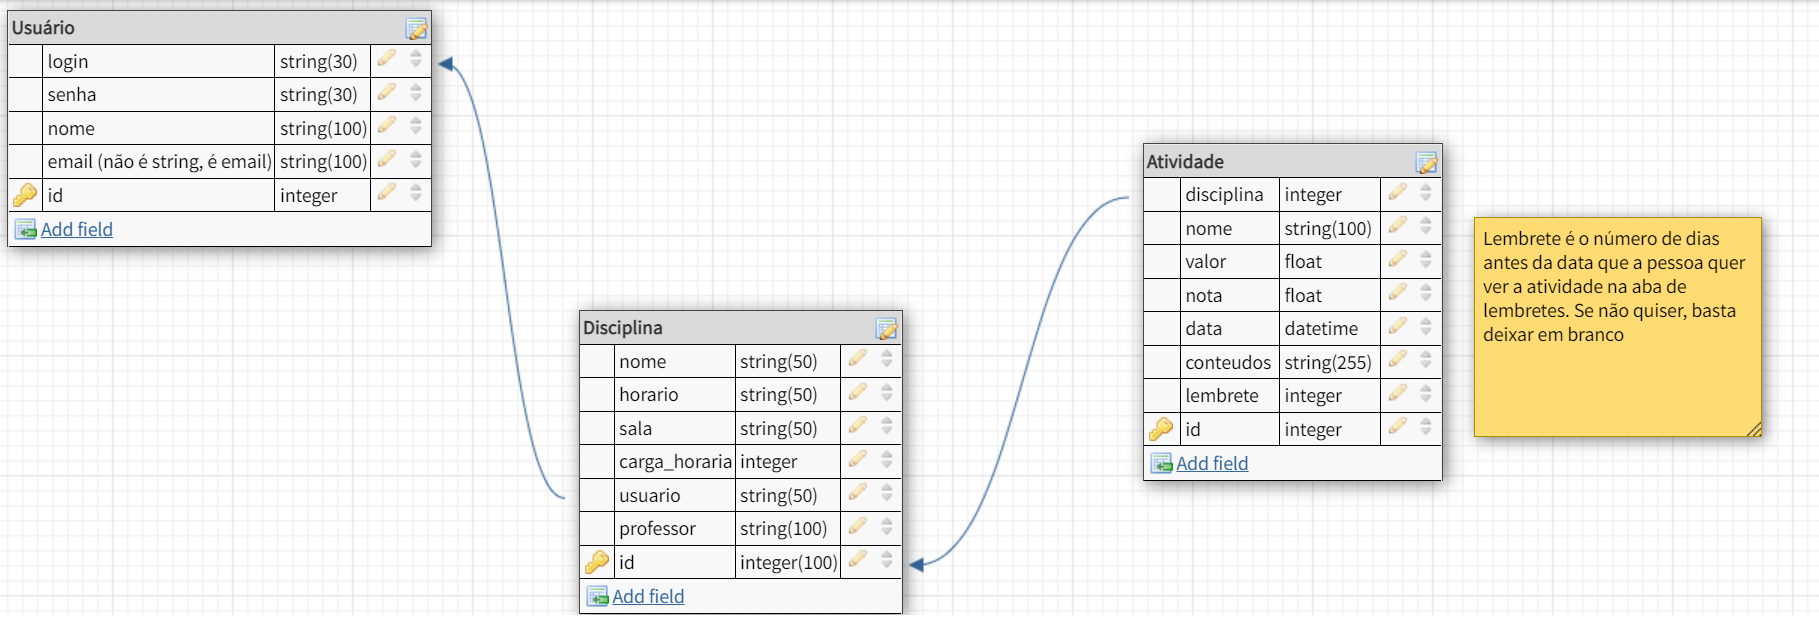 Usuário
login string(30)
senha string(30)
nome string(100)
email (não é string, é email) string(100)
id integer
Add field
Disciplina
nome string(50)
horario string(50)
sala string(50)
carga_horaria integer
usuario string(50)
professor string(100)
id integer(100)
Add field
Atividade
disciplina integer
nome string(100)
valor float
nota float
data datetime
conteudos string(255)
lembrete integer
id integer
Add field
Lembrete é o número de dias
antes da data que a pessoa quer
ver a atividade na aba de
lembretes. Se não quiser, basta
deixar em branco